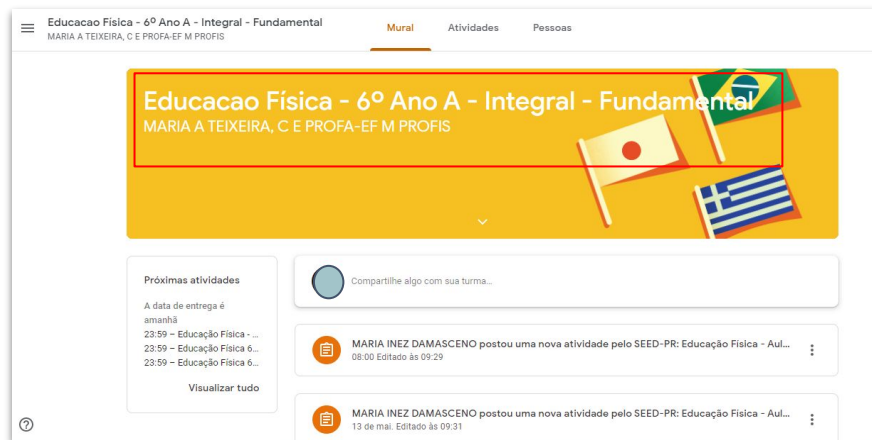 Educacao Física - 6º Ano A - Integral - Fundamental
MARIA A TEIXEIRA, C E PROFA-EF M PROFIS
Mural
Atividades
Pessoas
Educacao Física - 6º Ano A - Integral - Fundamental
MARIA A TEIXEIRA, C E PROFA-EF M PROFIS
Próximas atividades
A data de entrega é
amanhã
23:59 – Educação Física - ...
23:59 – Educação Física 6...
23:59 – Educação Física 6...
Visualizar tudo
Compartilhe algo com sua turma...
MARIA INEZ DAMASCENO postou uma nova atividade pelo SEED-PR: Educação Física - Aul...
08:00 Editado às 09:29
MARIA INEZ DAMASCENO postou uma nova atividade pelo SEED-PR: Educação Física - Aul...
13 de mai. Editado às 09:31